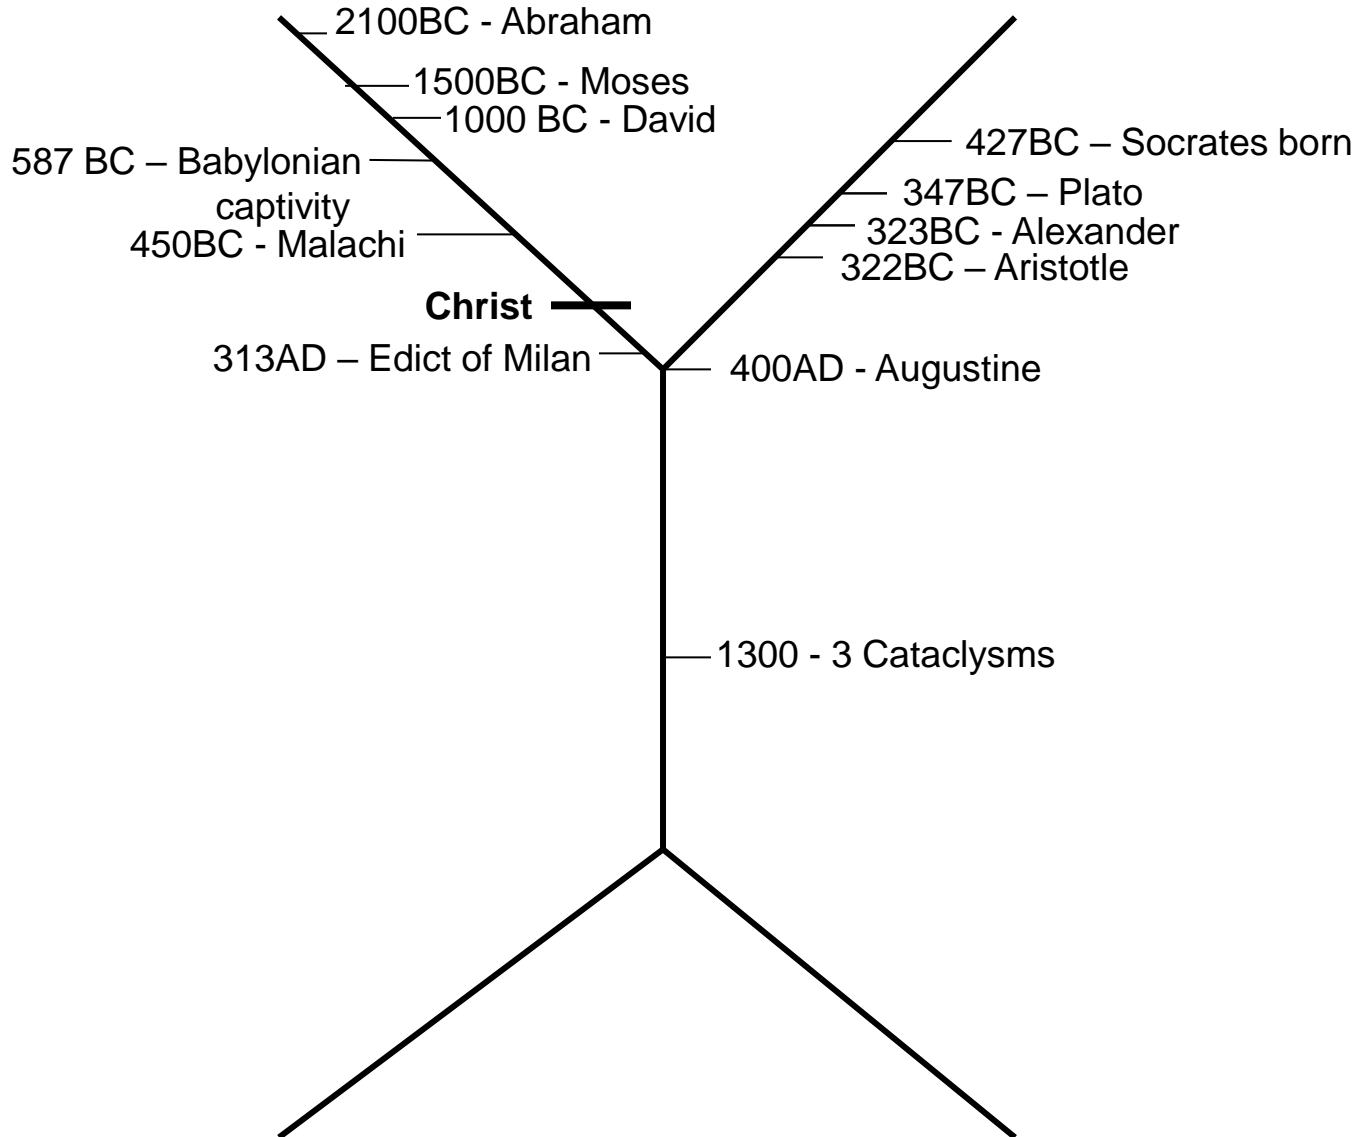 2100BC - Abraham
1500BC - Moses
1000 BC - David
587 BC – Babylonian
captivity
450BC - Malachi
Christ
313AD – Edict of Milan
427BC – Socrates born
347BC – Plato
323BC - Alexander
322BC – Aristotle
400AD - Augustine
1300 - 3 Cataclysms